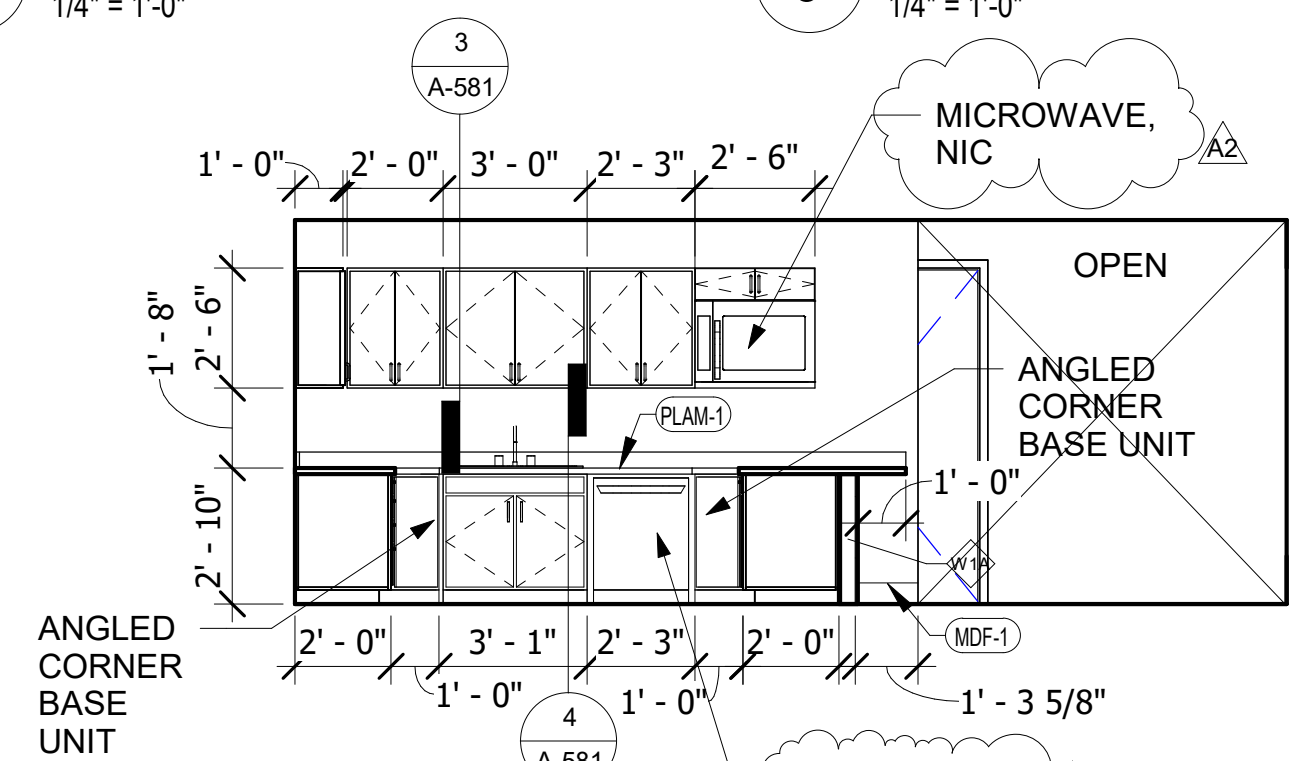 1/4" = 1'-0"
1/4" = 1'-0"
3
A-581
MICROWAVE,
NIC
A2
1' - 0"
2' - 0"
3' - 0"
2' - 3"
2' - 6"
OPEN
1' - 8"
2' - 6"
ANGLED
CORNER
BASE UNIT
PLAM-1
1' - 0"
2' - 10"
W1A
ANGLED
CORNER
BASE
UNIT
2' - 0"
3' - 1"
2' - 3"
2' - 0"
MDF-1
1' - 0"
1' - 0"
1' - 3 5/8"
4
A-581